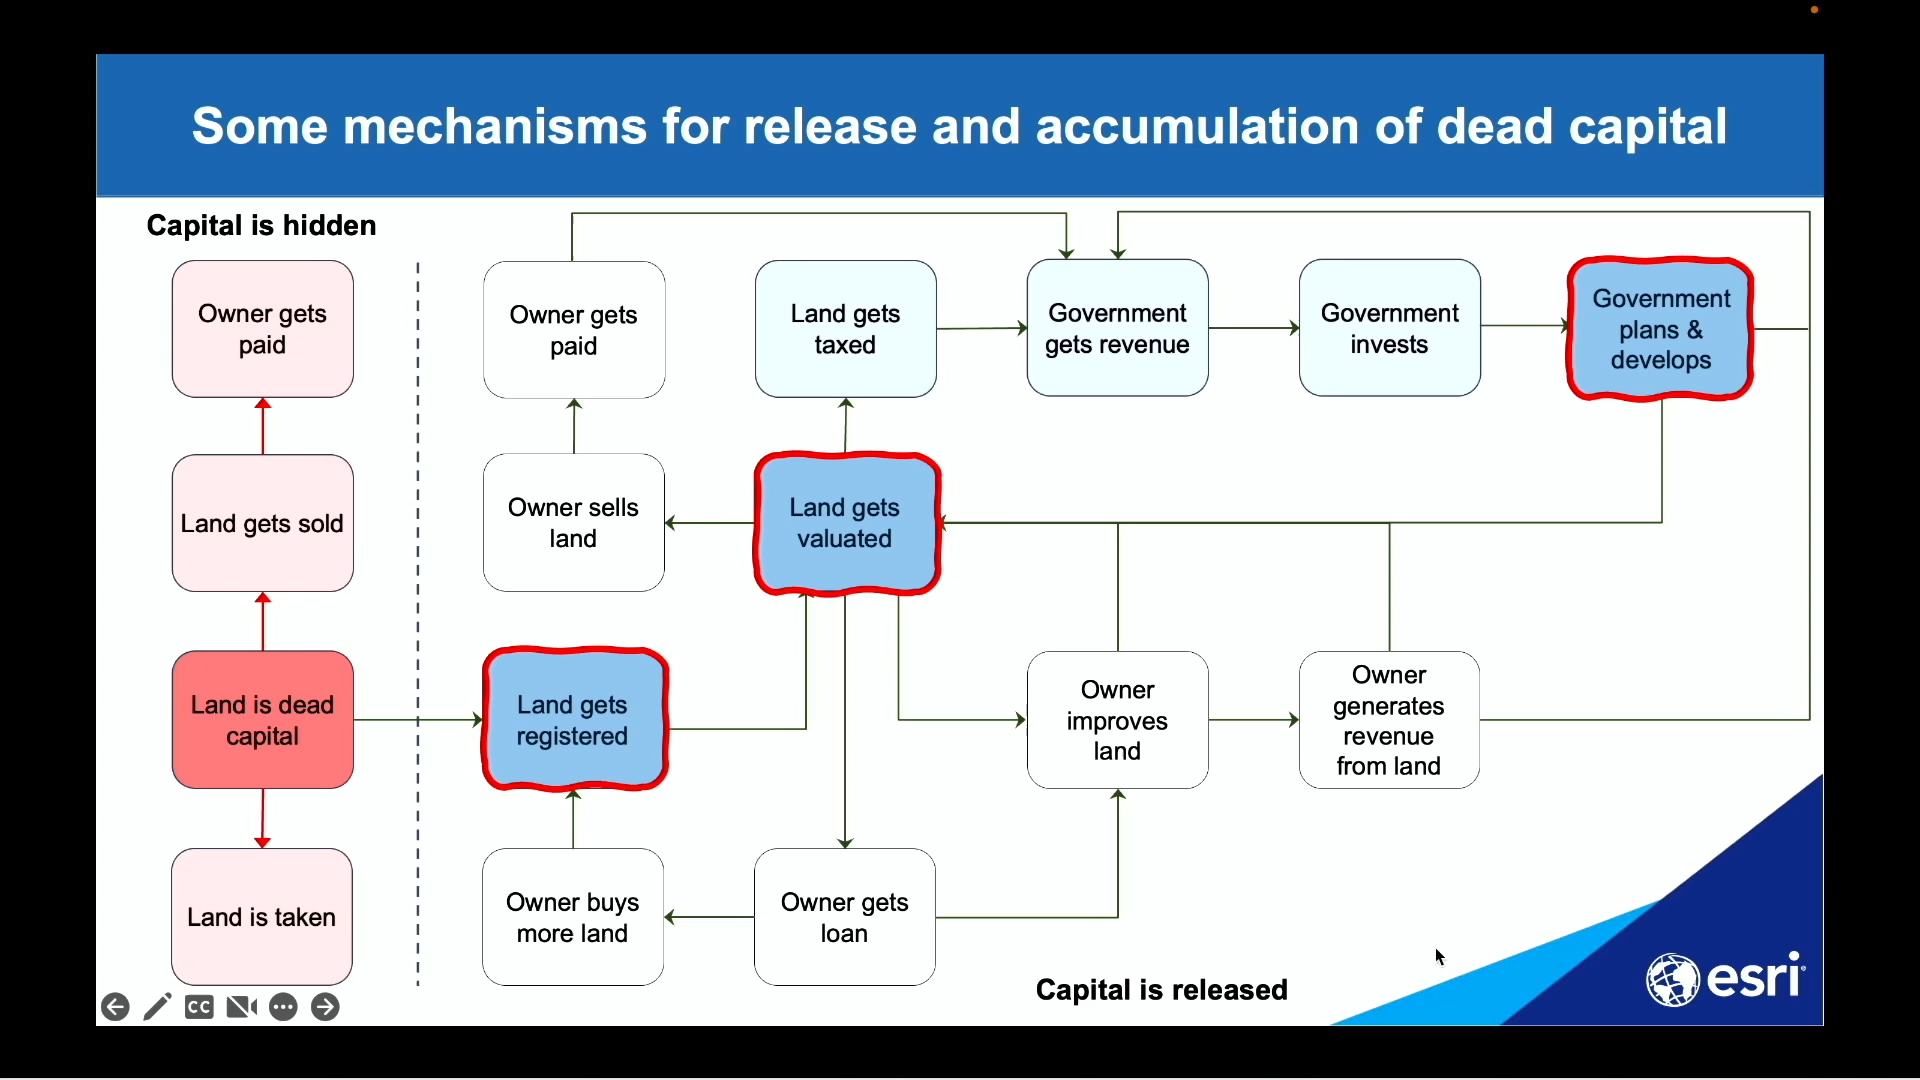 Some mechanisms for release and accumulation of dead capital
Capital is hidden
Owner gets
paid
Land gets sold
Land is dead
capital
Land is taken
Owner gets
paid
Land gets
taxed
Government
gets revenue
Government
invests
Government
plans &
develops
Owner sells
land
Land gets
valuated
Land gets
registered
Owner
improves
land
Owner
generates
revenue
from land
Owner buys
more land
Owner gets
loan
Capital is released
CC
esri